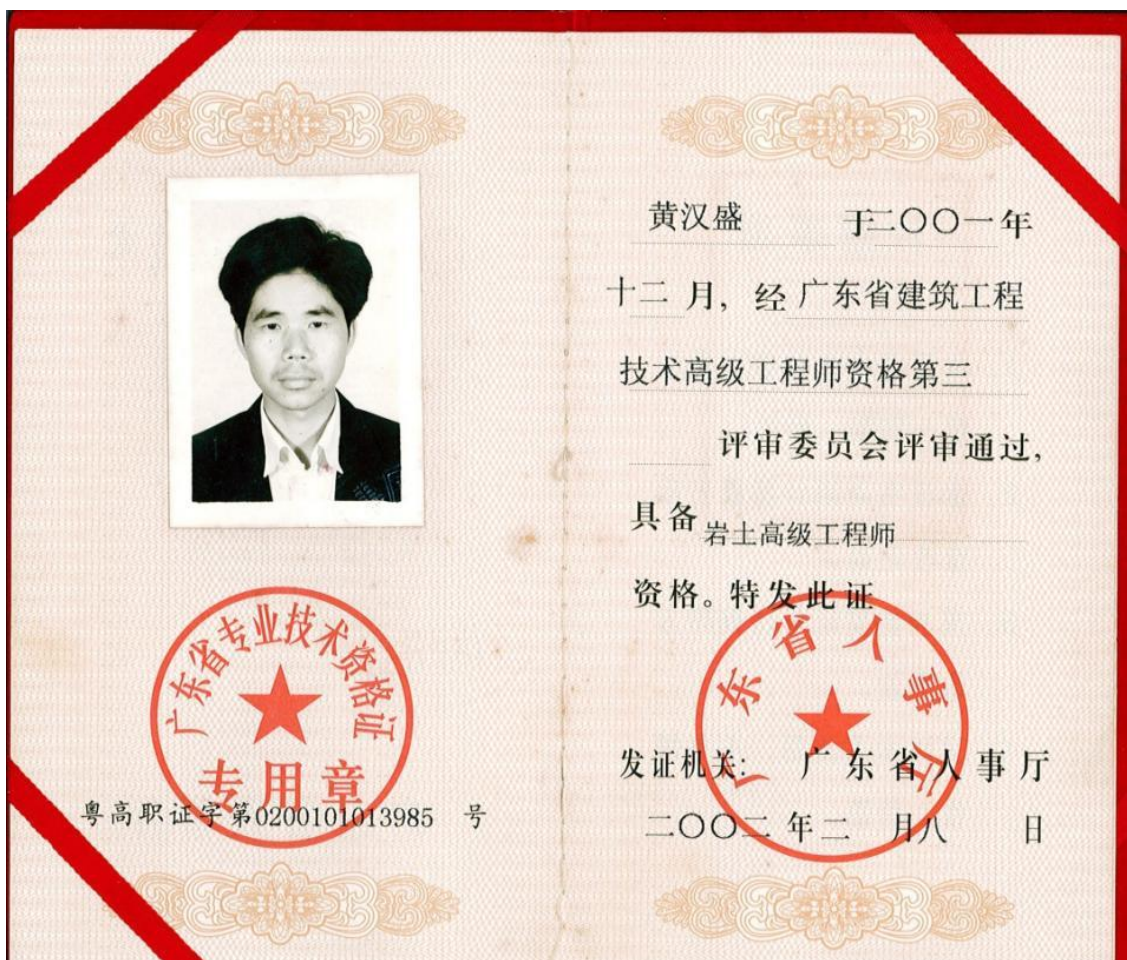 广东省专业技术资格证
专用章
粤高职证字第0200101013985 号
黄汉盛 于二〇〇一年
十二 月，经 广东省建筑工程
技术高级工程师资格第三
评审委员会评审通过，
具备 岩土高级工程师
资格。特发此证
广东省人事厅
发证机关： 广东省人事厅
二〇〇二 年 二 月 八 日